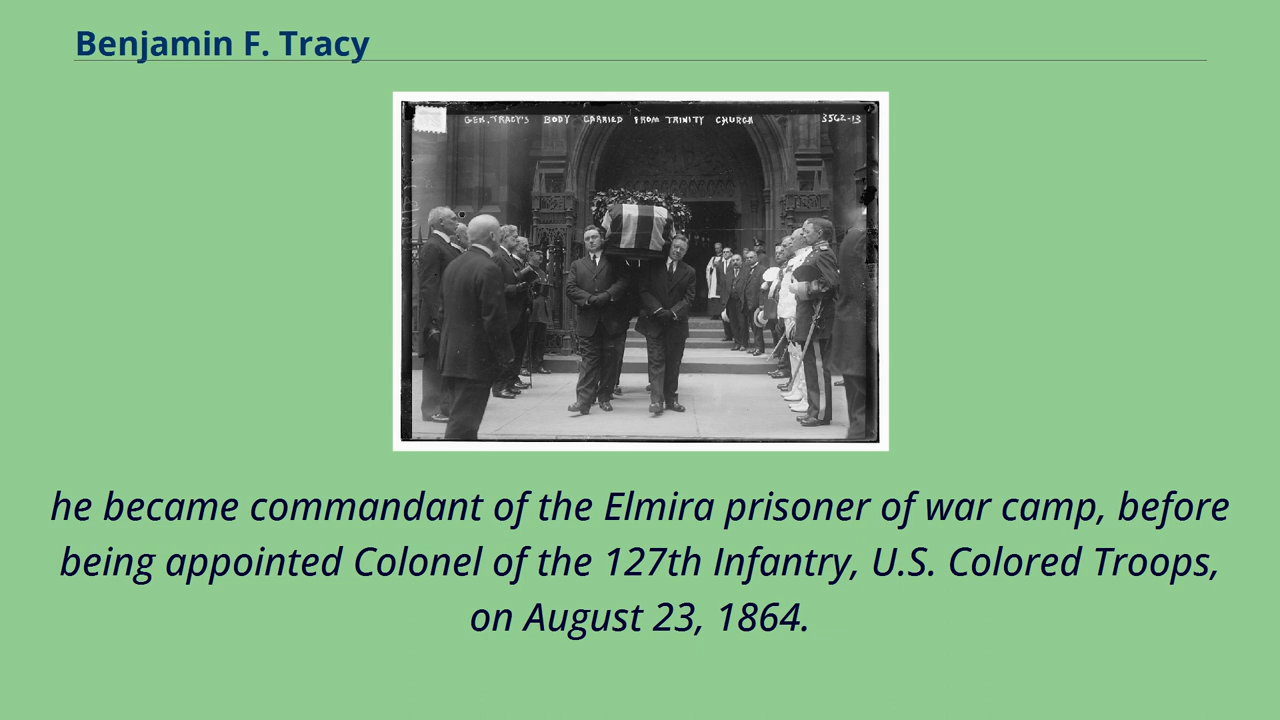 Benjamin F. Tracy
GEN. TRACY'S BODY CARRIED FROM TRINITY CHURCH 3562-13
he became commandant of the Elmira prisoner of war camp, before
being appointed Colonel of the 127th Infantry, U.S. Colored Troops,
on August 23, 1864.